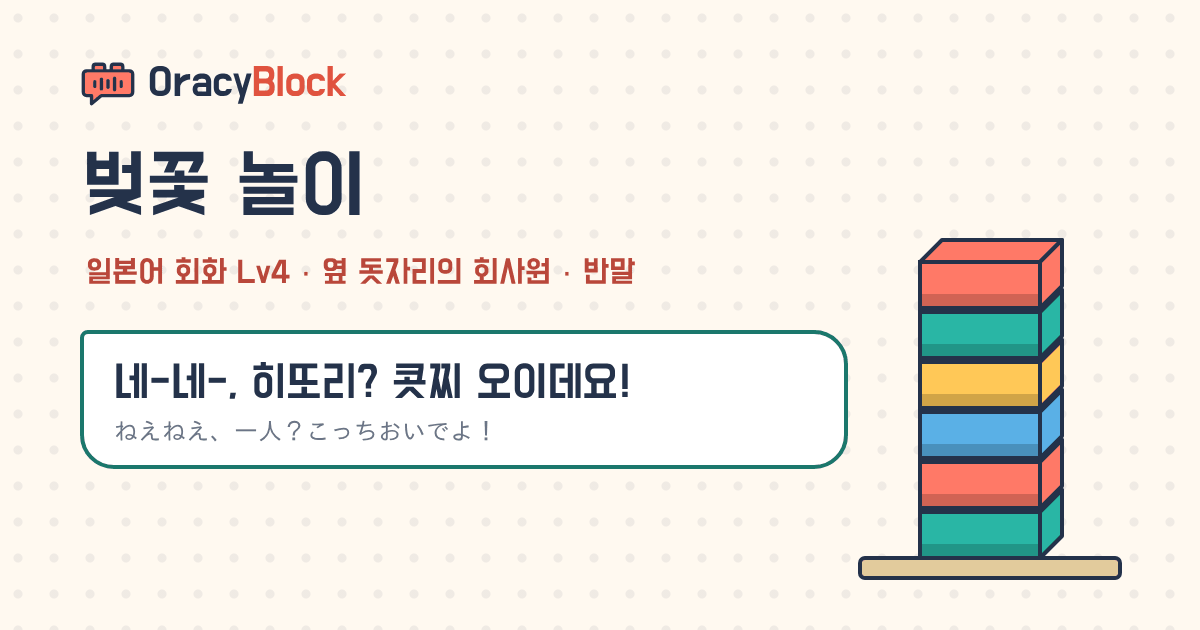 OracyBlock
벚꽃 놀이
일본어 회화 Lv4 · 옆 돗자리의 회사원 · 반말
네-네-, 히또리? 콧찌 오이데요!
ねえねえ、一人？こっちおいでよ！